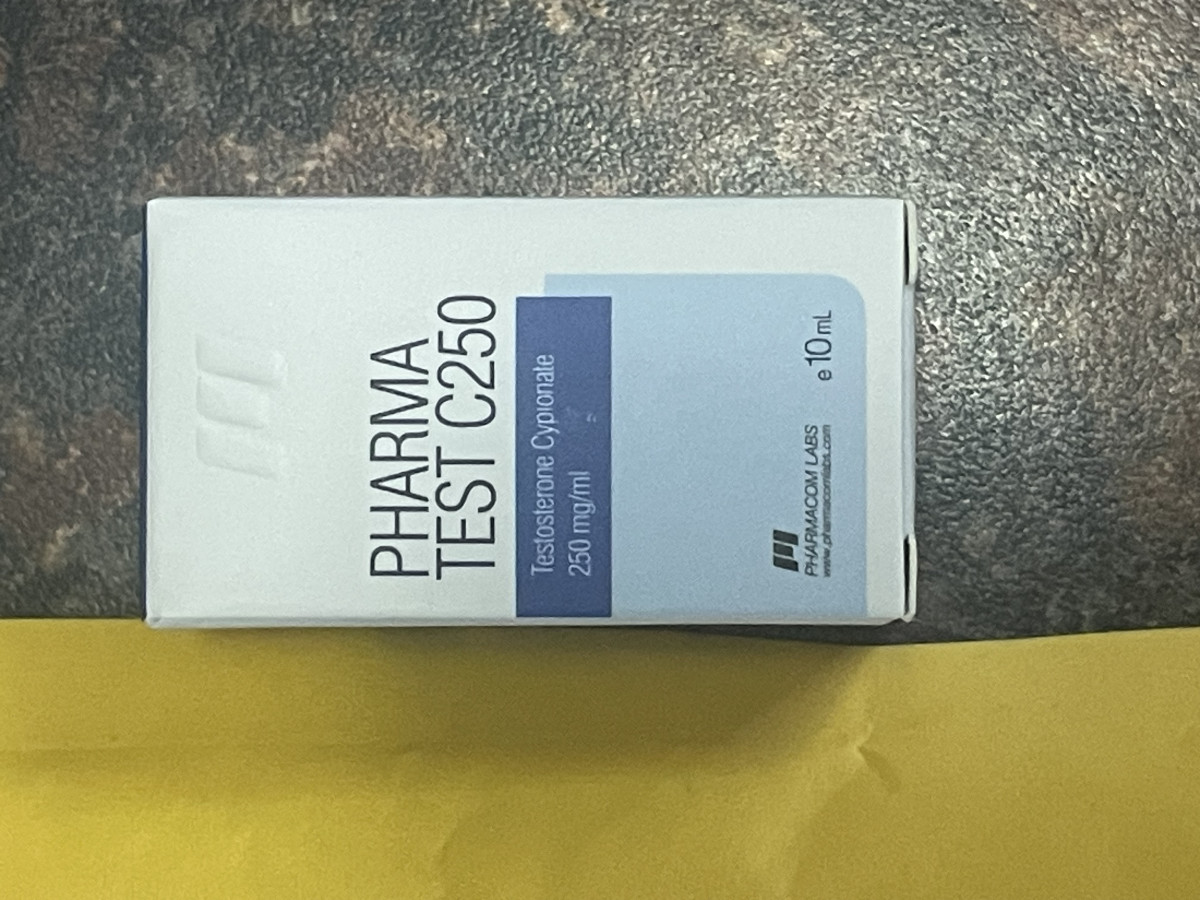 PHARMA
TEST C250
Testosterone Cypionate
250 mg/ml
PHARMACOM LABS
www.pharmacomlabs.com
e 10 mL